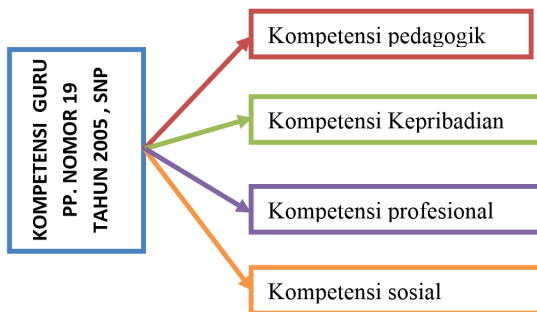 KOMPETENSI GURU
PP. NOMOR 19
TAHUN 2005 , SNP
Kompetensi pedagogik
Kompetensi Kepribadian
Kompetensi profesional
Kompetensi sosial